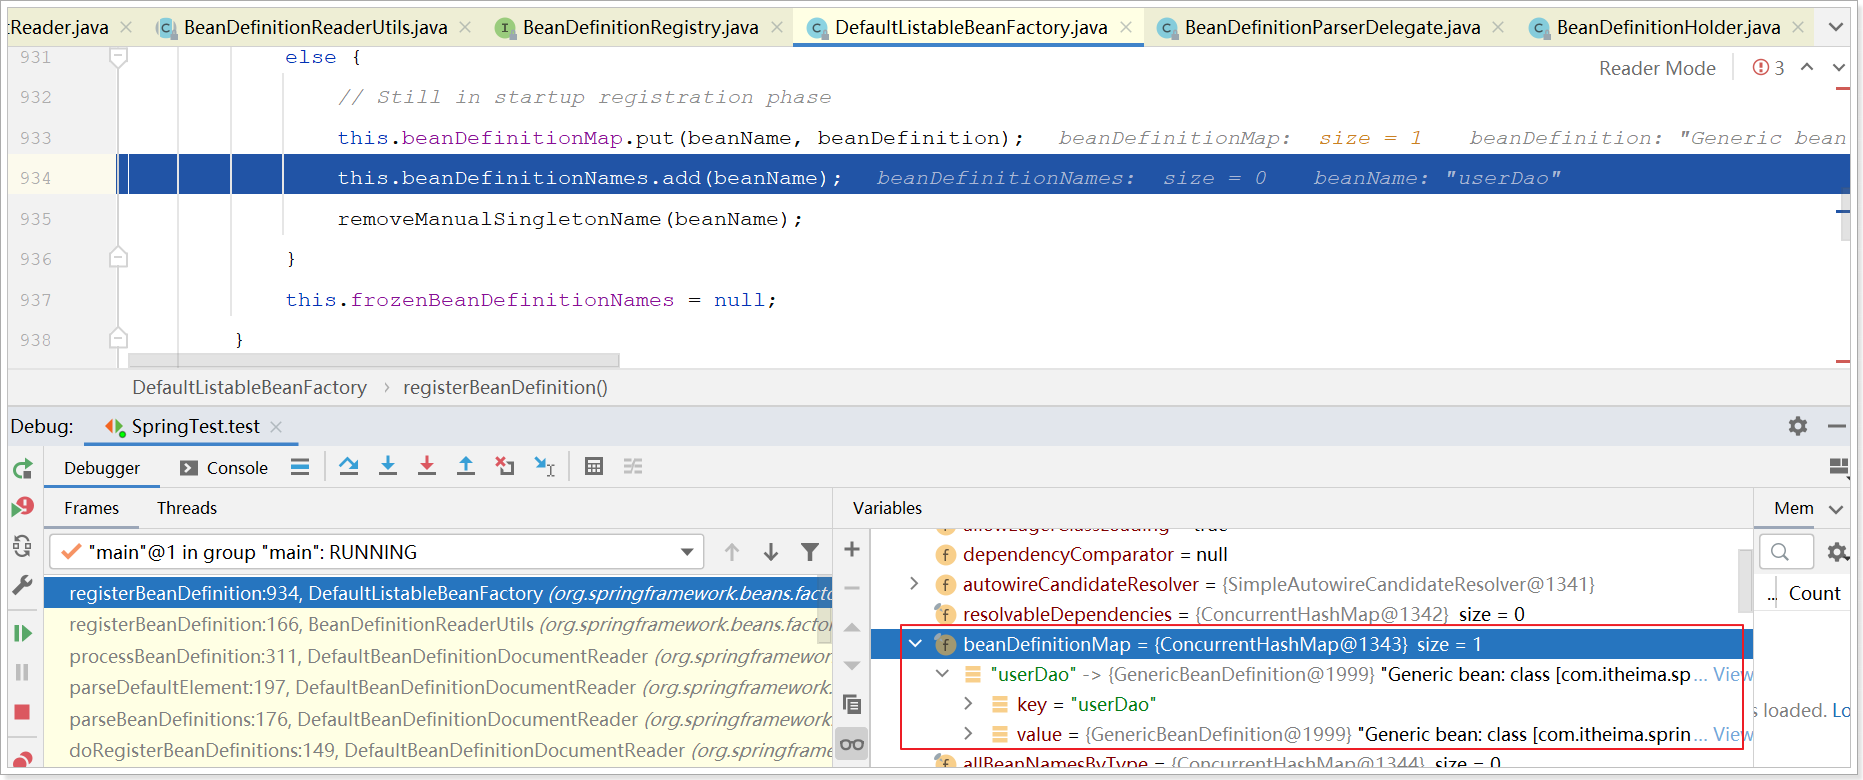 tReader.java BeanDefinitionReaderUtils.java BeanDefinitionRegistry.java DefaultListableBeanFactory.java BeanDefinitionParserDelegate.java BeanDefinitionHolder.java
931 else {
Reader Mode 3
932 // Still in startup registration phase
933 this.beanDefinitionMap.put(beanName, beanDefinition); beanDefinitionMap: size = 1 beanDefinition: "Generic bean
934 this.beanDefinitionNames.add(beanName); beanDefinitionNames: size = 0 beanName: "userDao"
935 removeManualSingletonName(beanName);
936 }
937 this.frozenBeanDefinitionNames = null;
938 }
DefaultListableBeanFactory › registerBeanDefinition()
Debug: SpringTest.test
Debugger Console
Frames Threads
"main"@1 in group "main": RUNNING
registerBeanDefinition:934, DefaultListableBeanFactory (org.springframework.beans.facto
registerBeanDefinition:166, BeanDefinitionReaderUtils (org.springframework.beans.factor
processBeanDefinition:311, DefaultBeanDefinitionDocumentReader (org.springframework
parseDefaultElement:197, DefaultBeanDefinitionDocumentReader (org.springframework.
parseBeanDefinitions:176, DefaultBeanDefinitionDocumentReader (org.springframework.
doRegisterBeanDefinitions:149, DefaultBeanDefinitionDocumentReader (org.springframew
Variables
allowEagerClassLoading = true
dependencyComparator = null
autowireCandidateResolver = {SimpleAutowireCandidateResolver@1341}
resolvableDependencies = {ConcurrentHashMap@1342} size = 0
beanDefinitionMap = {ConcurrentHashMap@1343} size = 1
"userDao" -> {GenericBeanDefinition@1999} "Generic bean: class [com.itheima.sp... View
key = "userDao"
value = {GenericBeanDefinition@1999} "Generic bean: class [com.itheima.sprin... View
allBeanNamesByType = {ConcurrentHashMap@1344} size = 0
Mem
.. Count
s loaded. Lo